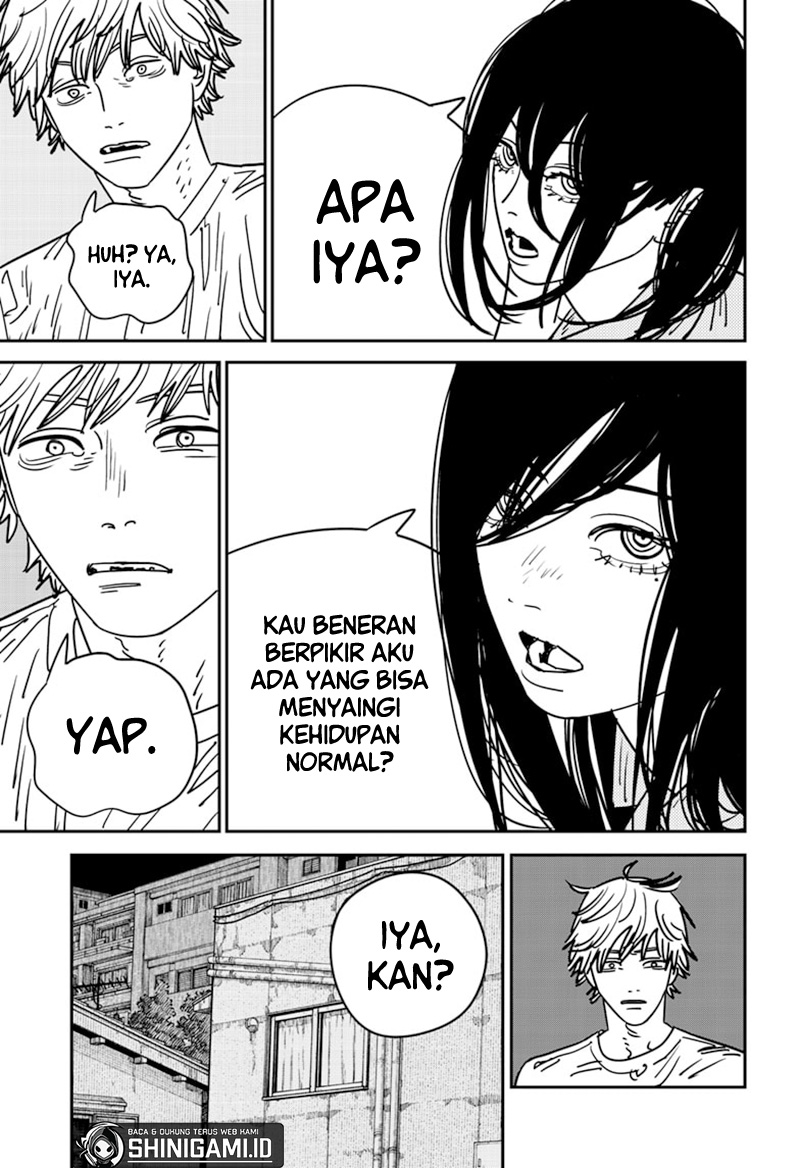 APA
IYA?
HUH? YA,
IYA.
KAU BENERAN
BERPIKIR AKU
ADA YANG BISA
MENYAINGI
KEHIDUPAN
NORMAL?
YAP.
IYA,
KAN?
BACA & DUKUNG TERUS WEB KAMI
SHINIGAMI.ID